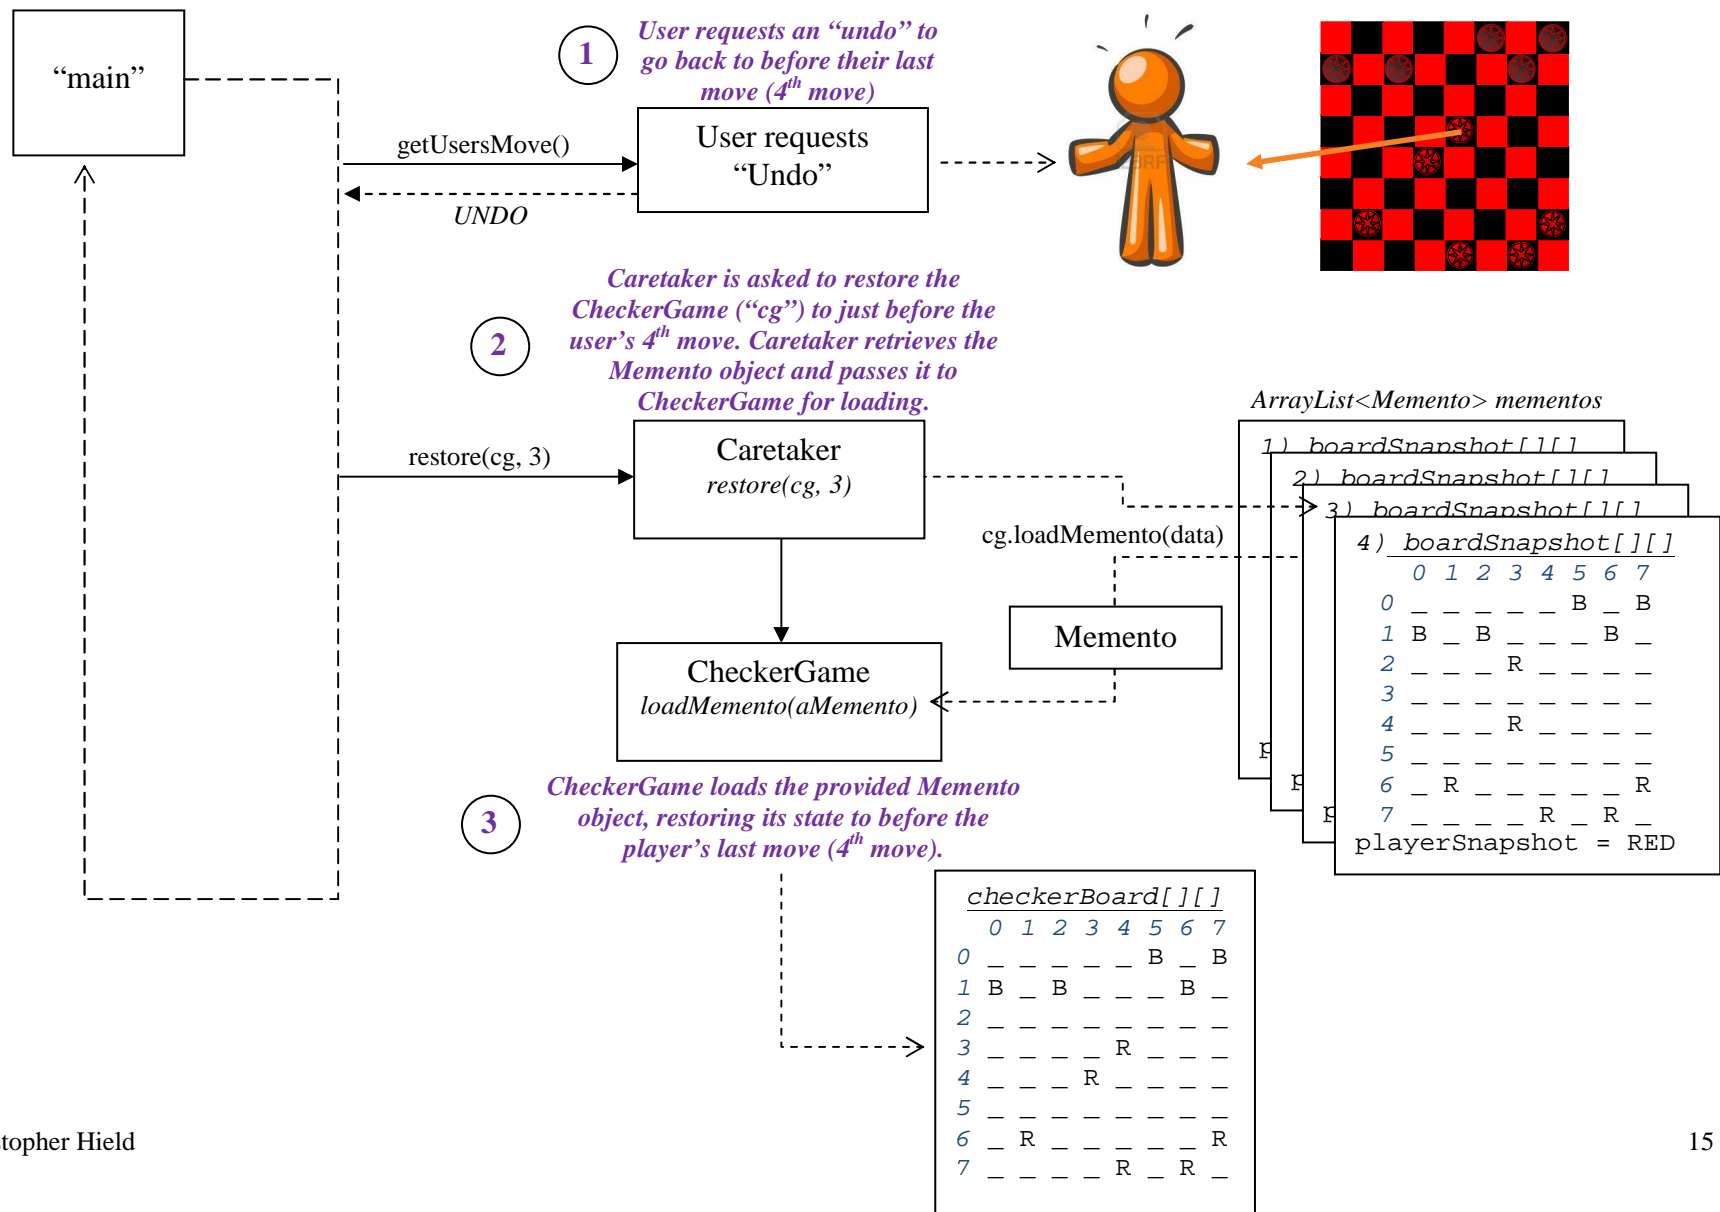 “main”
1
User requests an “undo” to
go back to before their last
move (4th move)
getUsersMove()
User requests
“Undo”
UNDO
Caretaker is asked to restore the
CheckerGame (“cg”) to just before the
user’s 4th move. Caretaker retrieves the
Memento object and passes it to
CheckerGame for loading.
2
restore(cg, 3)
Caretaker
restore(cg, 3)
ArrayList<Memento> mementos
1) boardSnapshot[][]
2) boardSnapshot[][]
3) boardSnapshot[][]
4) boardSnapshot[][]
0 1 2 3 4 5 6 7
0 _ _ _ _ _ B _ B
1 B _ B _ _ _ B _
2 _ _ _ R _ _ _ _
3 _ _ _ _ _ _ _ _
4 _ _ _ R _ _ _ _
5 _ _ _ _ _ _ _ _
6 _ R _ _ _ _ _ R
7 _ _ _ _ R _ R _
playerSnapshot = RED
p
p
p
cg.loadMemento(data)
Memento
CheckerGame
loadMemento(aMemento)
3
CheckerGame loads the provided Memento
object, restoring its state to before the
player’s last move (4th move).
checkerBoard[][]
0 1 2 3 4 5 6 7
0 _ _ _ _ _ B _ B
1 B _ B _ _ _ B _
2 _ _ _ _ _ _ _ _
3 _ _ _ _ R _ _ _
4 _ _ _ R _ _ _ _
5 _ _ _ _ _ _ _ _
6 _ R _ _ _ _ _ R
7 _ _ _ _ R _ R _
topher Hield
15